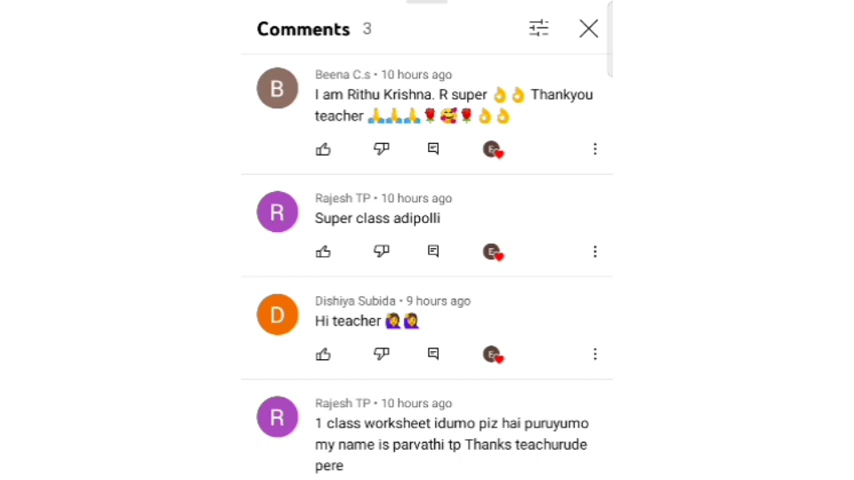 Comments 3
Beena C.s • 10 hours ago
I am Rithu Krishna. R super 👌👌 Thankyou
teacher 🙏🙏🙏🌹🥰🌹👌👌
Rajesh TP • 10 hours ago
Super class adipolli
Dishiya Subida • 9 hours ago
Hi teacher 🙋‍♀️🙋‍♀️
Rajesh TP • 10 hours ago
1 class worksheet idumo piz hai puruyumo
my name is parvathi tp Thanks teachurude
pere